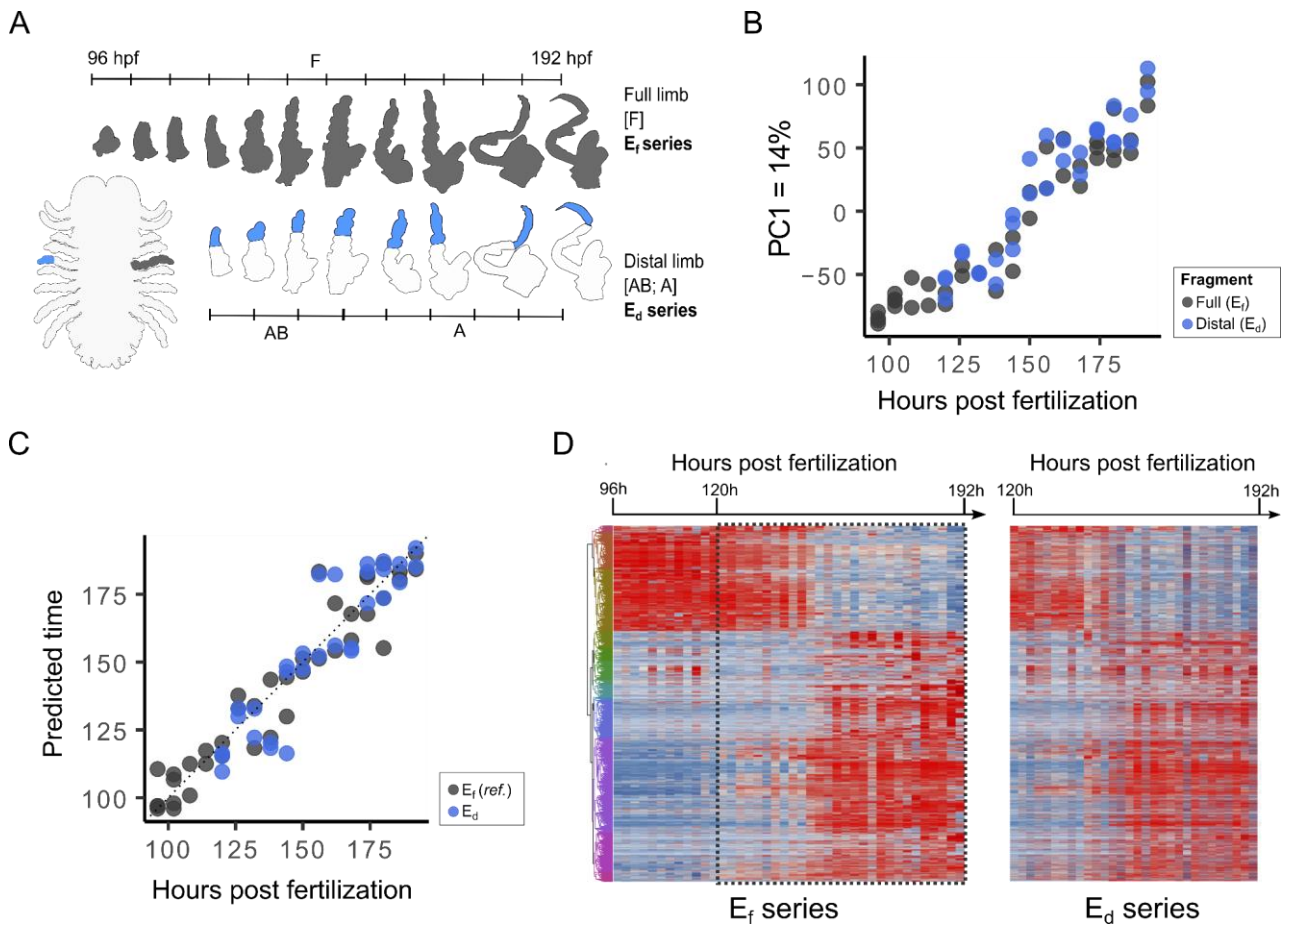 A
96 hpf
F
192 hpf
Full limb
[F]
Ef series
Distal limb
[AB; A]
Ed series
AB
A
B
PC1 = 14%
100
50
0
−50
100
125
150
175
Hours post fertilization
Fragment
Full (Ef)
Distal (Ed)
C
Predicted time
175
150
125
100
100
125
150
175
Hours post fertilization
Ef (ref.)
Ed
D
Hours post fertilization
96h
120h
192h
Ef series
Hours post fertilization
120h
192h
Ed series